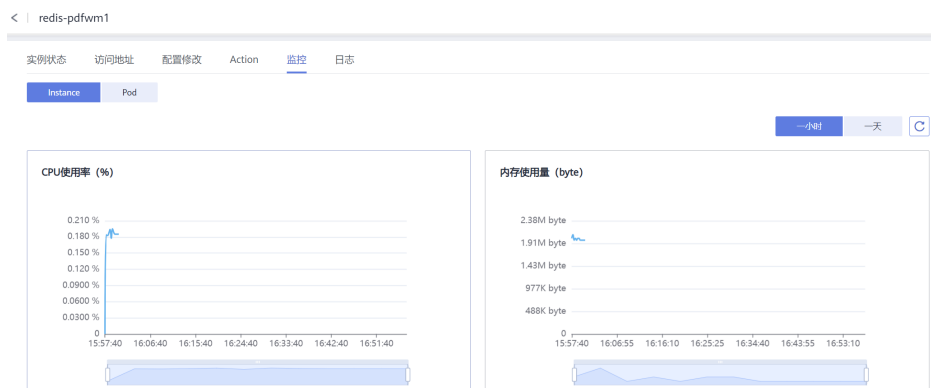 redis-pdfwm1
实例状态 访问地址 配置修改 Action 监控 日志
Instance Pod
一小时 一天
CPU使用率（%）
0.210 %
0.180 %
0.150 %
0.120 %
0.0900 %
0.0600 %
0.0300 %
0
15:57:40 16:06:40 16:15:40 16:24:40 16:33:40 16:42:40 16:51:40
内存使用量（byte）
2.38M byte
1.91M byte
1.43M byte
977K byte
488K byte
0
15:57:40 16:06:55 16:16:10 16:25:25 16:34:40 16:43:55 16:53:10